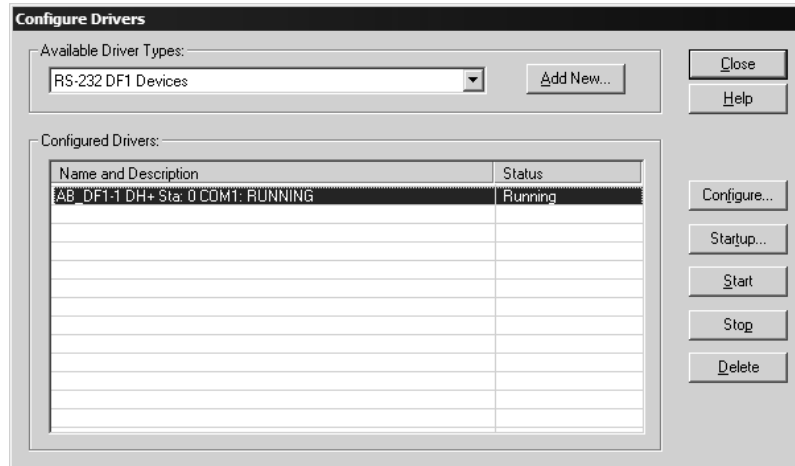 Configure Drivers
Available Driver Types:
RS-232 DF1 Devices
Add New...
Close
Help
Configured Drivers:
Name and Description Status
AB_DF1-1 DH+ Sta: 0 COM1: RUNNING Running
Configure...
Startup...
Start
Stop
Delete